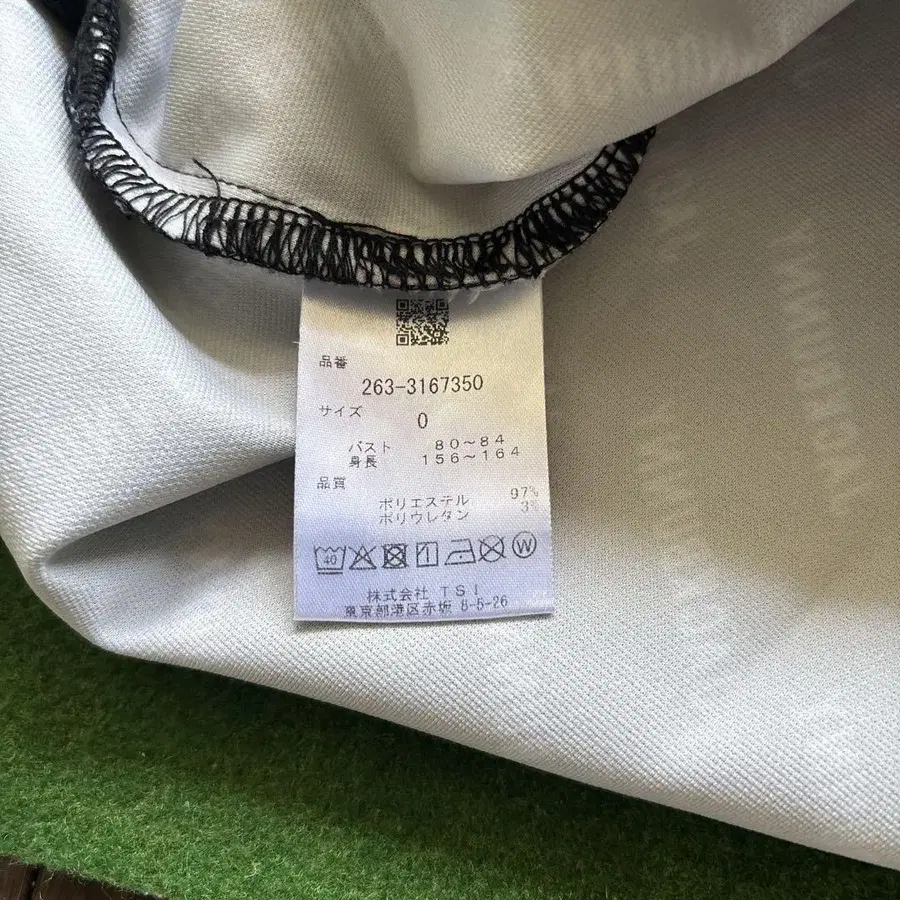 品番
263-3167350
サイズ
0
バスト 80~84
身長 156~164
品質
ポリエステル 97%
ポリウレタン 3%
40 W
株式会社 TSI
東京都港区赤坂 8-5-26